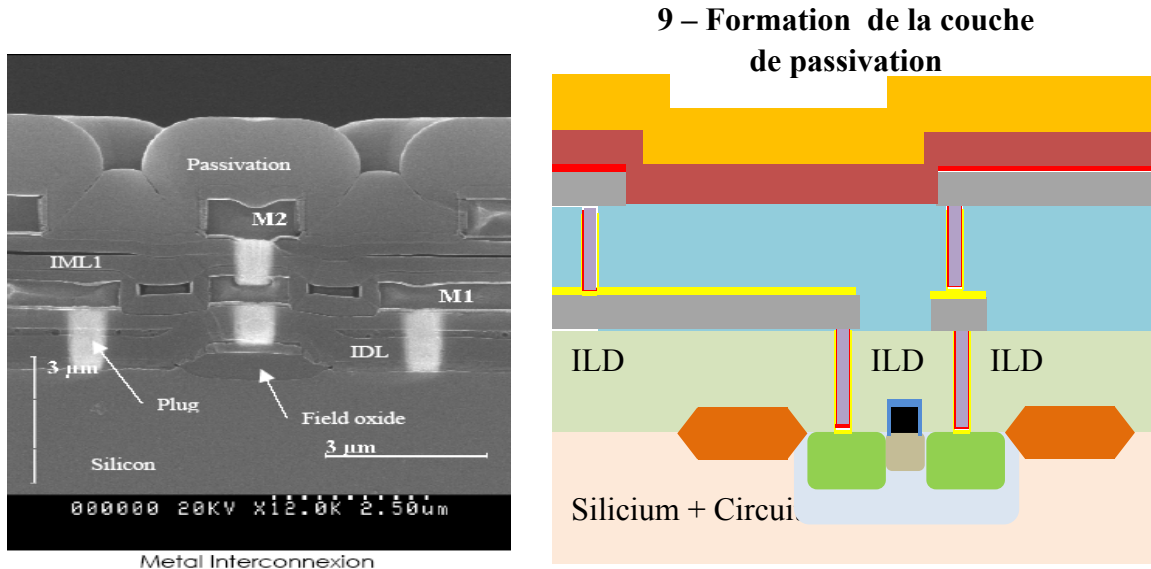 9 – Formation de la couche
de passivation
Passivation
M2
IML1
M1
IDL
3 µm
Plug
Field oxide
3 µm
Silicon
000000 20KV X12.0K 2.50um
Metal Interconnexion
ILD ILD ILD
Silicium + Circui